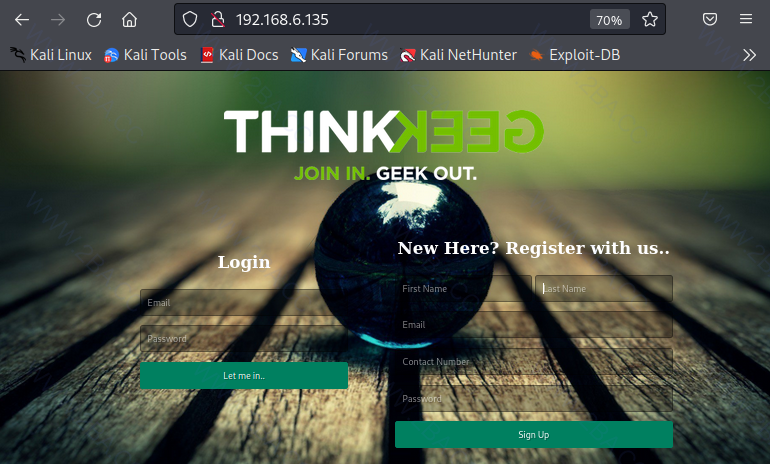 192.168.6.135
70%
Kali Linux
Kali Tools
Kali Docs
Kali Forums
Kali NetHunter
Exploit-DB
THINKGEEK
JOIN IN. GEEK OUT.
Login
Email
Password
Let me in..
New Here? Register with us..
First Name
Last Name
Email
Contact Number
Password
Sign Up